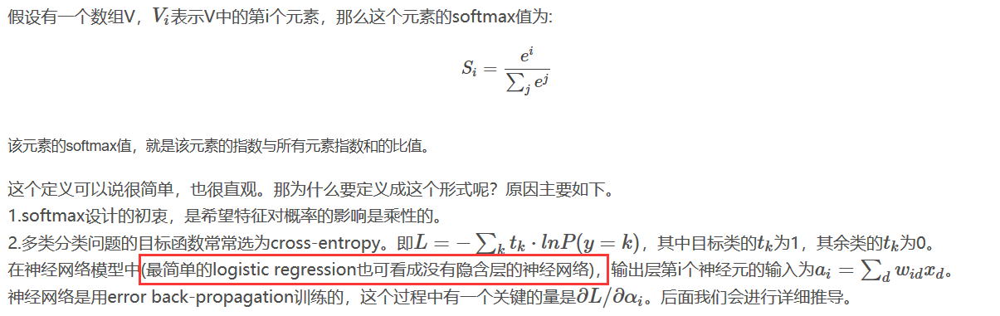 假设有一个数组V，$V_i$表示V中的第i个元素，那么这个元素的softmax值为:
$$S_i = \frac{e^i}{\sum_j e^j}$$
该元素的softmax值，就是该元素的指数与所有元素指数和的比值。
这个定义可以说很简单，也很直观。那为什么要定义成这个形式呢？原因主要如下。
1.softmax设计的初衷，是希望特征对概率的影响是乘性的。
2.多类分类问题的目标函数常常选为cross-entropy。即$L = -\sum_k t_k \cdot lnP(y = k)$，其中目标类的$t_k$为1，其余类的$t_k$为0。
在神经网络模型中(最简单的logistic regression也可看成没有隐含层的神经网络)，输出层第i个神经元的输入为$a_i = \sum_d w_{id} x_d$。
神经网络是用error back-propagation训练的，这个过程中有一个关键的量是$\partial L / \partial \alpha_i$。后面我们会进行详细推导。